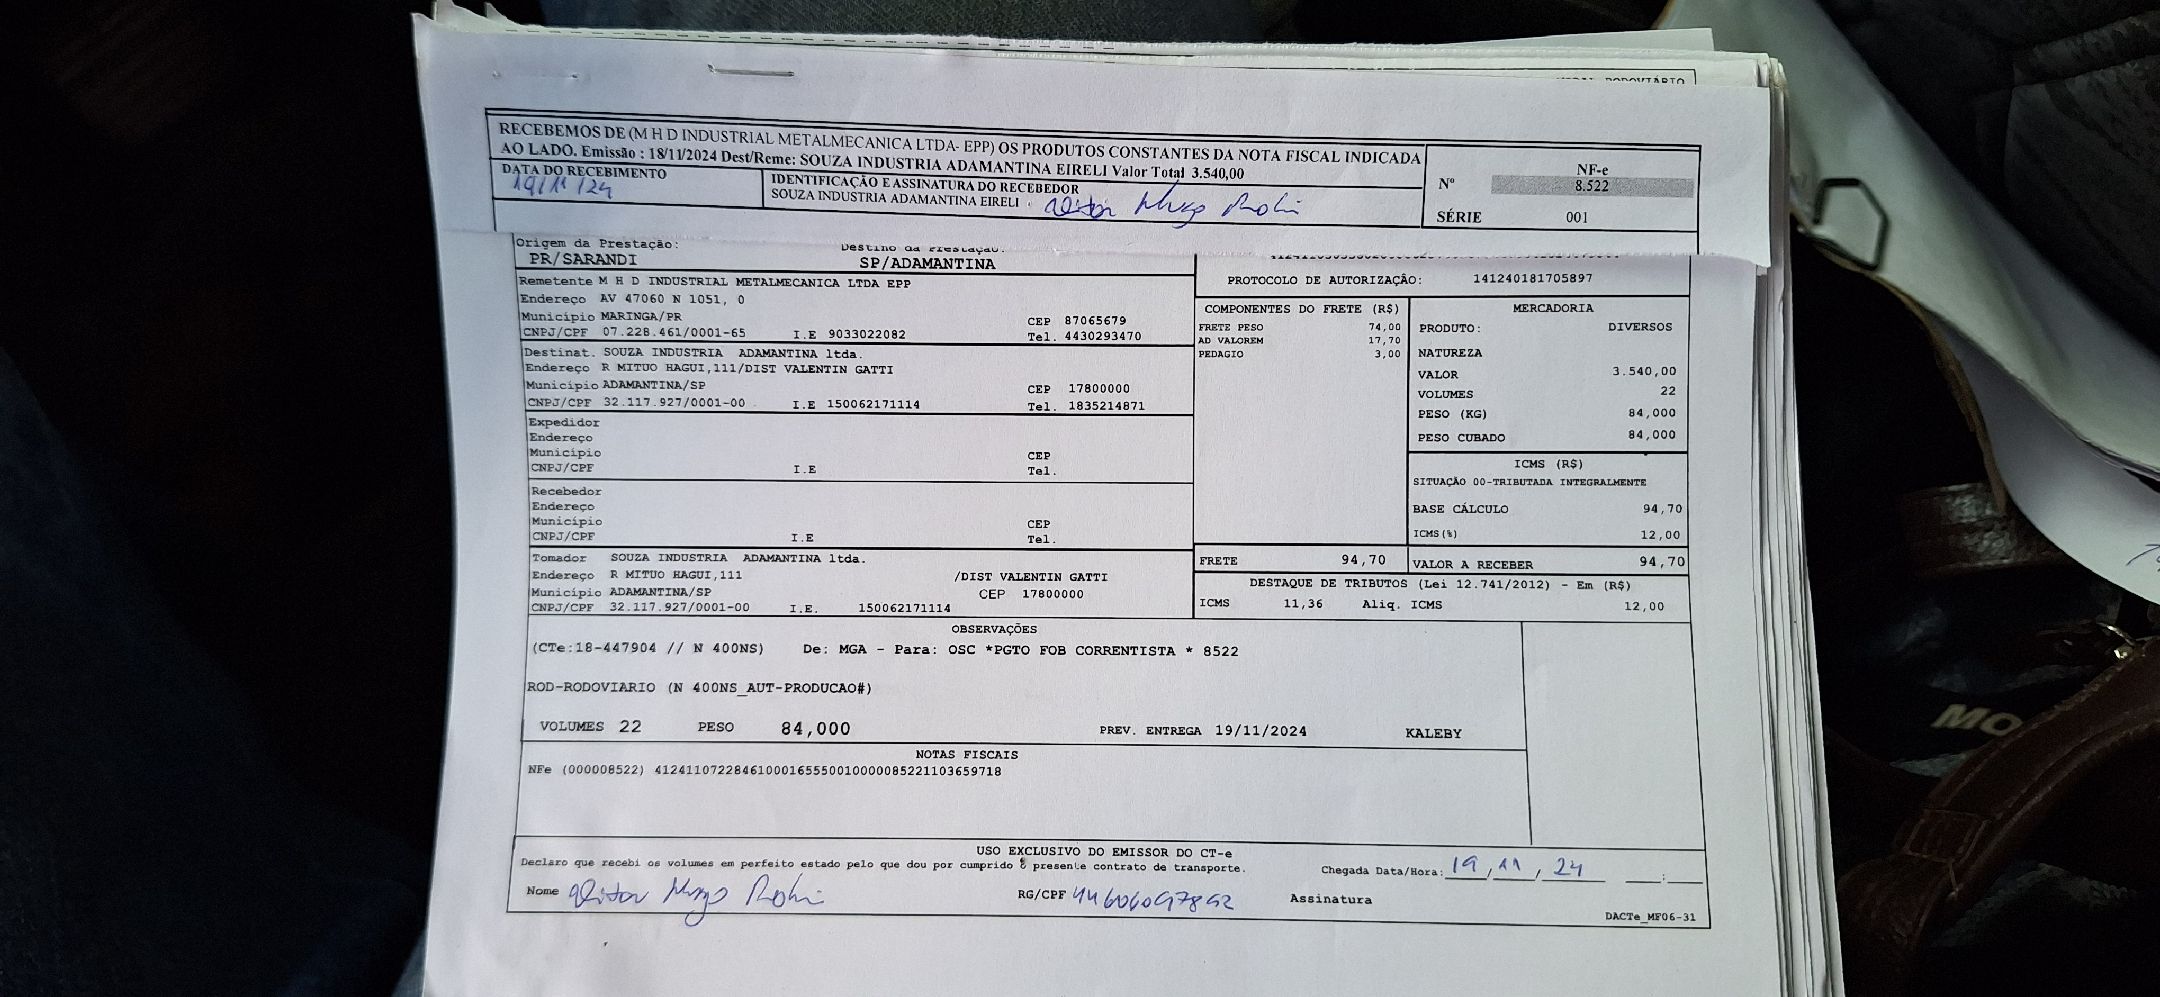 RODOVIÁRIO
RECEBEMOS DE (M H D INDUSTRIAL METALMECANICA LTDA- EPP) OS PRODUTOS CONSTANTES DA NOTA FISCAL INDICADA
AO LADO. Emissão : 18/11/2024 Dest/Reme: SOUZA INDUSTRIA ADAMANTINA EIRELI Valor Total 3.540,00
DATA DO RECEBIMENTO
19/11/24
IDENTIFICAÇÃO E ASSINATURA DO RECEBEDOR
SOUZA INDUSTRIA ADAMANTINA EIRELI
NF-e
Nº 8.522
SÉRIE 001
Origem da Prestação: Destino da Prestação:
PR/SARANDI SP/ADAMANTINA
PROTOCOLO DE AUTORIZAÇÃO: 141240181705897
Remetente M H D INDUSTRIAL METALMECANICA LTDA EPP
Endereço AV 47060 N 1051, 0
Município MARINGA/PR CEP 87065679
CNPJ/CPF 07.228.461/0001-65 I.E 9033022082 Tel. 4430293470
Destinat. SOUZA INDUSTRIA ADAMANTINA ltda.
Endereço R MITUO HAGUI,111/DIST VALENTIN GATTI
Município ADAMANTINA/SP CEP 17800000
CNPJ/CPF 32.117.927/0001-00 I.E 150062171114 Tel. 1835214871
Expedidor
Endereço
Município CEP
CNPJ/CPF I.E Tel.
Recebedor
Endereço
Município CEP
CNPJ/CPF I.E Tel.
Tomador SOUZA INDUSTRIA ADAMANTINA ltda.
Endereço R MITUO HAGUI,111 /DIST VALENTIN GATTI
Município ADAMANTINA/SP CEP 17800000
CNPJ/CPF 32.117.927/0001-00 I.E. 150062171114
COMPONENTES DO FRETE (R$)
FRETE PESO 74,00
AD VALOREM 17,70
PEDAGIO 3,00
MERCADORIA
PRODUTO: DIVERSOS
NATUREZA
VALOR 3.540,00
VOLUMES 22
PESO (KG) 84,000
PESO CUBADO 84,000
ICMS (R$)
SITUAÇÃO 00-TRIBUTADA INTEGRALMENTE
BASE CÁLCULO 94,70
ICMS(%) 12,00
FRETE 94,70 VALOR A RECEBER 94,70
DESTAQUE DE TRIBUTOS (Lei 12.741/2012) - Em (R$)
ICMS 11,36 Aliq. ICMS 12,00
OBSERVAÇÕES
(CTe:18-447904 // N 400NS) De: MGA - Para: OSC *PGTO FOB CORRENTISTA * 8522
ROD-RODOVIARIO (N 400NS_AUT-PRODUCAO#)
VOLUMES 22 PESO 84,000 PREV. ENTREGA 19/11/2024 KALEBY
NOTAS FISCAIS
NFe (000008522) 41241107228461000165550010000085221103659718
USO EXCLUSIVO DO EMISSOR DO CT-e
Declaro que recebi os volumes em perfeito estado pelo que dou por cumprido o presente contrato de transporte.
Chegada Data/Hora: 19/11/24 __:__
Nome RG/CPF 44606097892 Assinatura
DACTe_MF06-31
MO